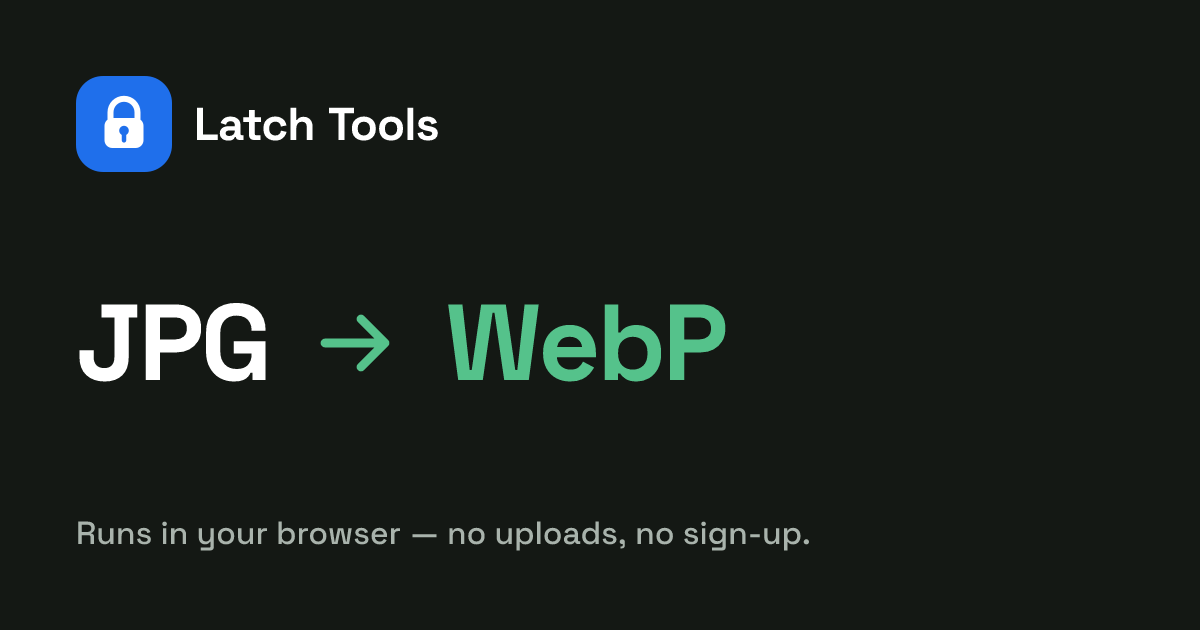 Latch Tools
JPG → WebP
Runs in your browser — no uploads, no sign-up.